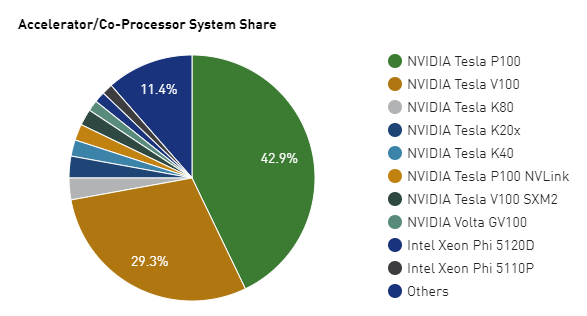 Accelerator/Co-Processor System Share
11.4%
42.9%
29.3%
NVIDIA Tesla P100
NVIDIA Tesla V100
NVIDIA Tesla K80
NVIDIA Tesla K20x
NVIDIA Tesla K40
NVIDIA Tesla P100 NVLink
NVIDIA Tesla V100 SXM2
NVIDIA Volta GV100
Intel Xeon Phi 5120D
Intel Xeon Phi 5110P
Others